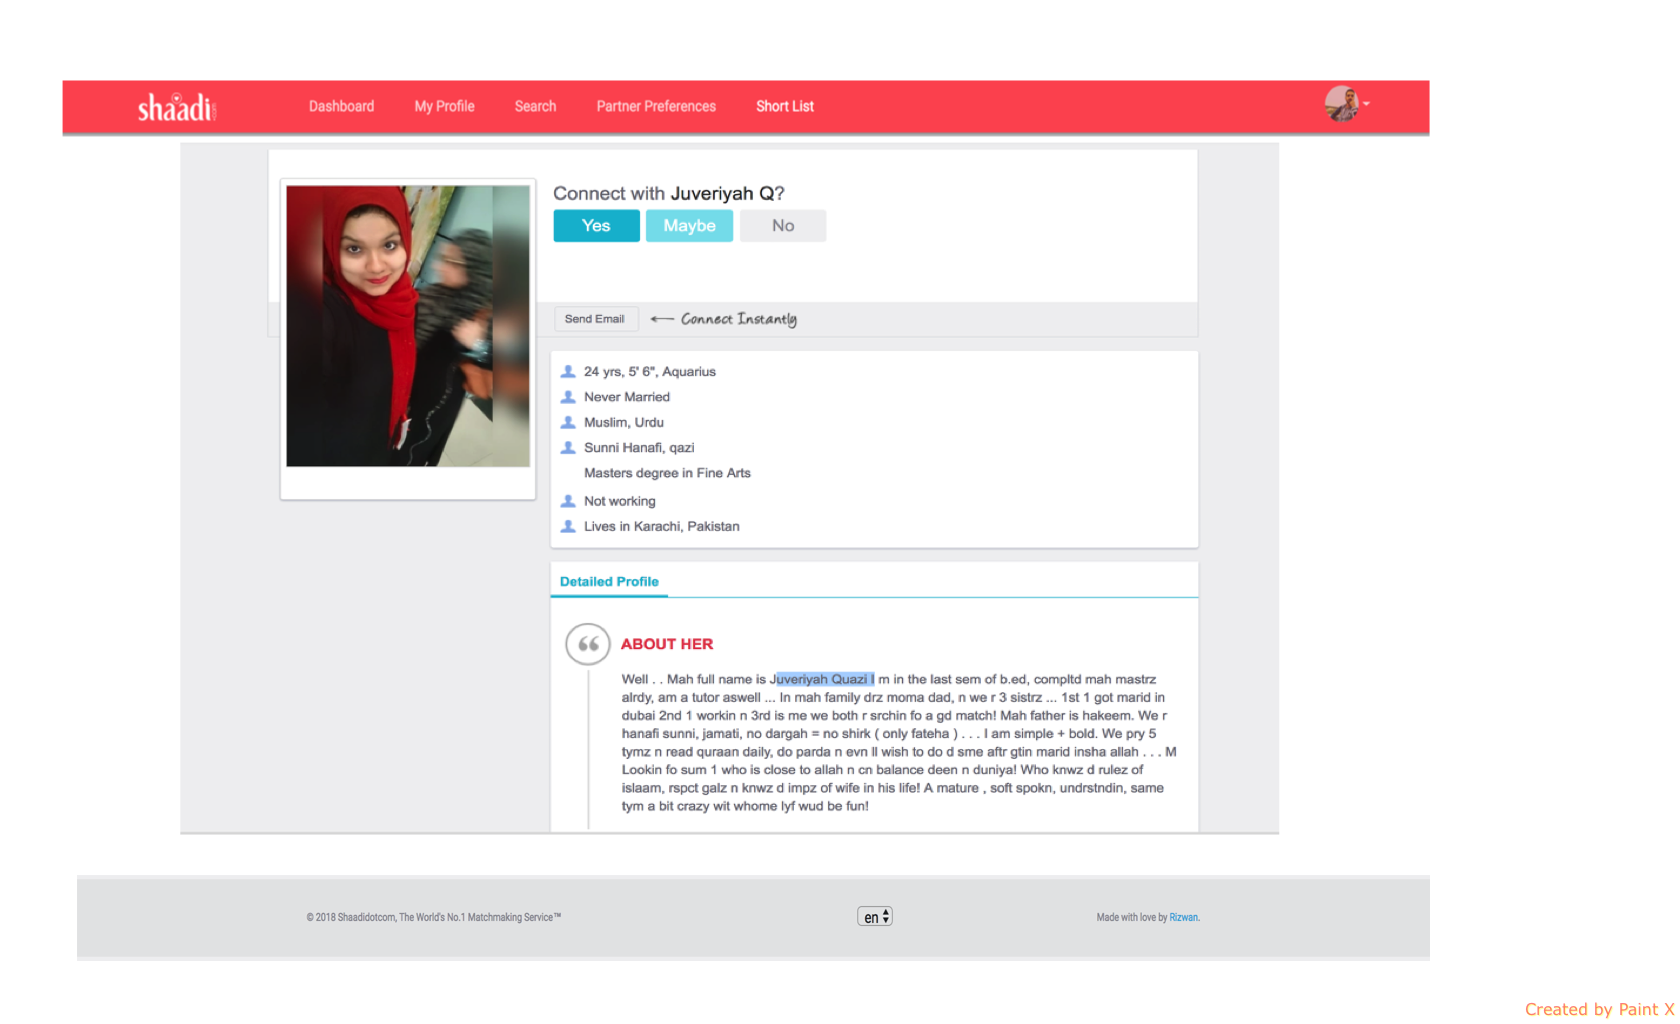 shaadi.com
Dashboard
My Profile
Search
Partner Preferences
Short List
Connect with Juveriyah Q?
Yes
Maybe
No
Send Email
Connect Instantly
24 yrs, 5' 6", Aquarius
Never Married
Muslim, Urdu
Sunni Hanafi, qazi
Masters degree in Fine Arts
Not working
Lives in Karachi, Pakistan
Detailed Profile
ABOUT HER
Well . . Mah full name is Juveriyah Quazi I m in the last sem of b.ed, compltd mah mastrz
alrdy, am a tutor aswell ... In mah family drz moma dad, n we r 3 sistrz ... 1st 1 got marid in
dubai 2nd 1 workin n 3rd is me we both r srchin fo a gd match! Mah father is hakeem. We r
hanafi sunni, jamati, no dargah = no shirk ( only fateha ) . . . I am simple + bold. We pry 5
tymz n read quraan daily, do parda n evn ll wish to do d sme aftr gtin marid insha allah . . . M
Lookin fo sum 1 who is close to allah n cn balance deen n duniya! Who knwz d rulez of
islaam, rspct galz n knwz d impz of wife in his life! A mature , soft spokn, undrstndin, same
tym a bit crazy wit whome lyf wud be fun!
© 2018 Shaadidotcom, The World's No.1 Matchmaking Service™
en
Made with love by Rizwan.
Created by Paint X